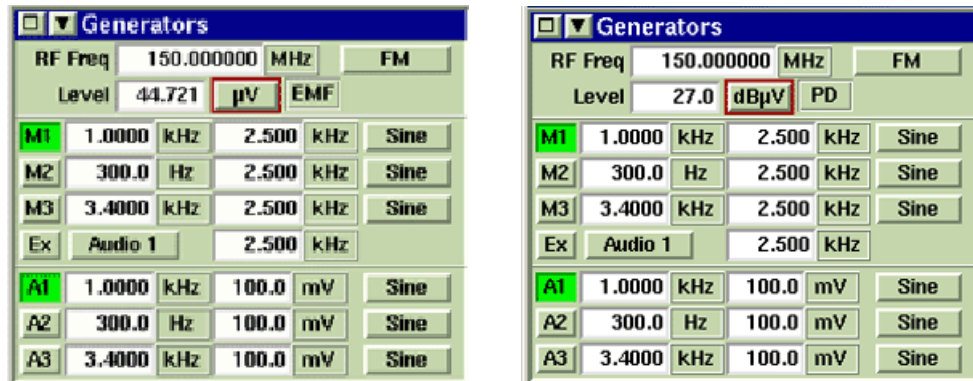 Generators
RF Freq 150.000000 MHz FM
Level 44.721 µV EMF
M1 1.0000 kHz 2.500 kHz Sine
M2 300.0 Hz 2.500 kHz Sine
M3 3.4000 kHz 2.500 kHz Sine
Ex Audio 1 2.500 kHz
A1 1.0000 kHz 100.0 mV Sine
A2 300.0 Hz 100.0 mV Sine
A3 3.4000 kHz 100.0 mV Sine
Generators
RF Freq 150.000000 MHz FM
Level 27.0 dBµV PD
M1 1.0000 kHz 2.500 kHz Sine
M2 300.0 Hz 2.500 kHz Sine
M3 3.4000 kHz 2.500 kHz Sine
Ex Audio 1 2.500 kHz
A1 1.0000 kHz 100.0 mV Sine
A2 300.0 Hz 100.0 mV Sine
A3 3.4000 kHz 100.0 mV Sine